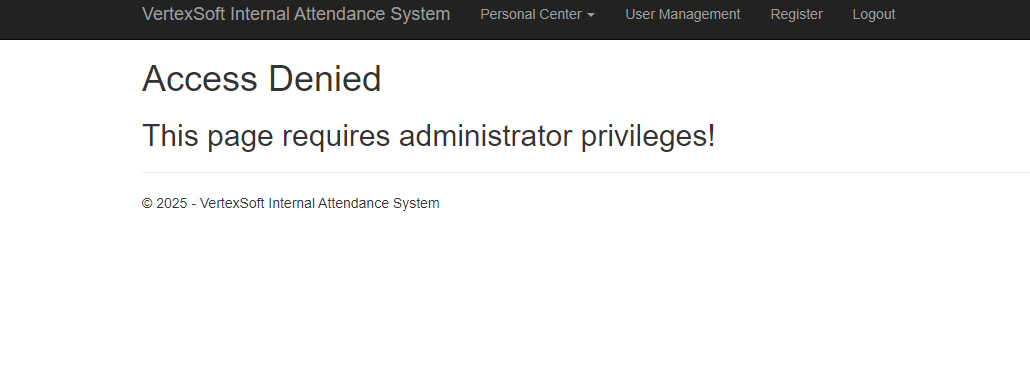 VertexSoft Internal Attendance System Personal Center User Management Register Logout
Access Denied
This page requires administrator privileges!
© 2025 - VertexSoft Internal Attendance System